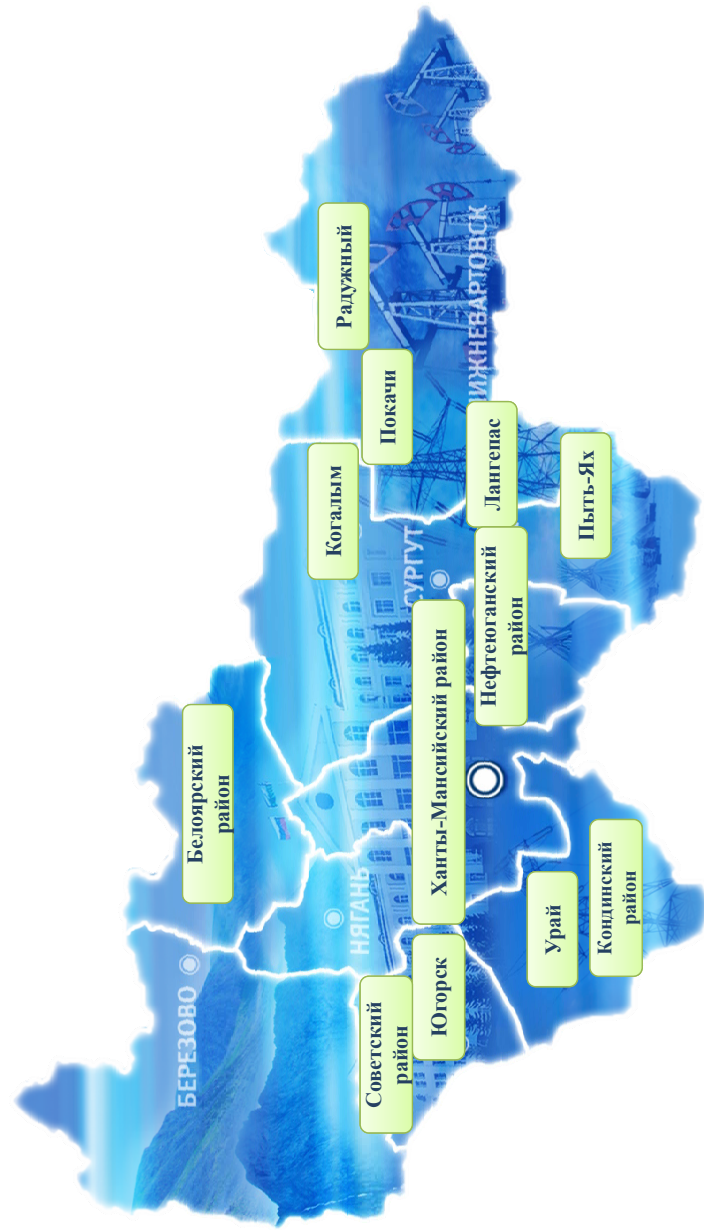 БЕРЕЗОВО
Белоярский
район
Когалым
Радужный
НЯГАНЬ
Советский
район
Покачи
Югорск
Ханты-Мансийский район
СУРГУТ
Нефтеюганский
район
Лангепас
НИЖНЕВАРТОВСК
Урай
Пыть-Ях
Кондинский
район